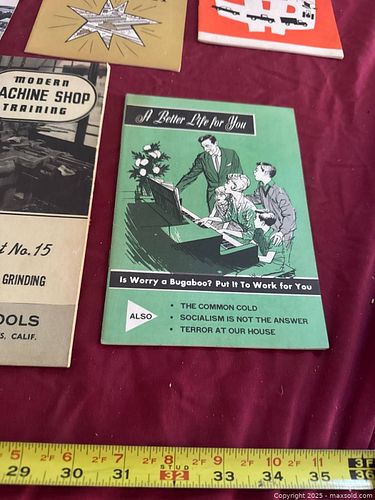 MODERN
MACHINE SHOP
TRAINING
No. 15
GRINDING
S, CALIF.
A Better Life for You
Is Worry a Bugaboo? Put It To Work for You
ALSO
• THE COMMON COLD
• SOCIALISM IS NOT THE ANSWER
• TERROR AT OUR HOUSE
5 6 7 8 9 10 11 3F
2F 2F 2F 2F 2F 2F
29 30 31 STUD 32 33 34 35 36
Copyright 2025 - maxsold.com